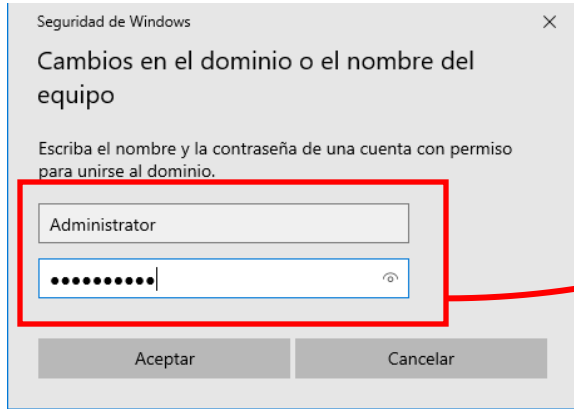 Seguridad de Windows
Cambios en el dominio o el nombre del
equipo
Escriba el nombre y la contraseña de una cuenta con permiso
para unirse al dominio.
Administrator
●●●●●●●●●●
Aceptar Cancelar